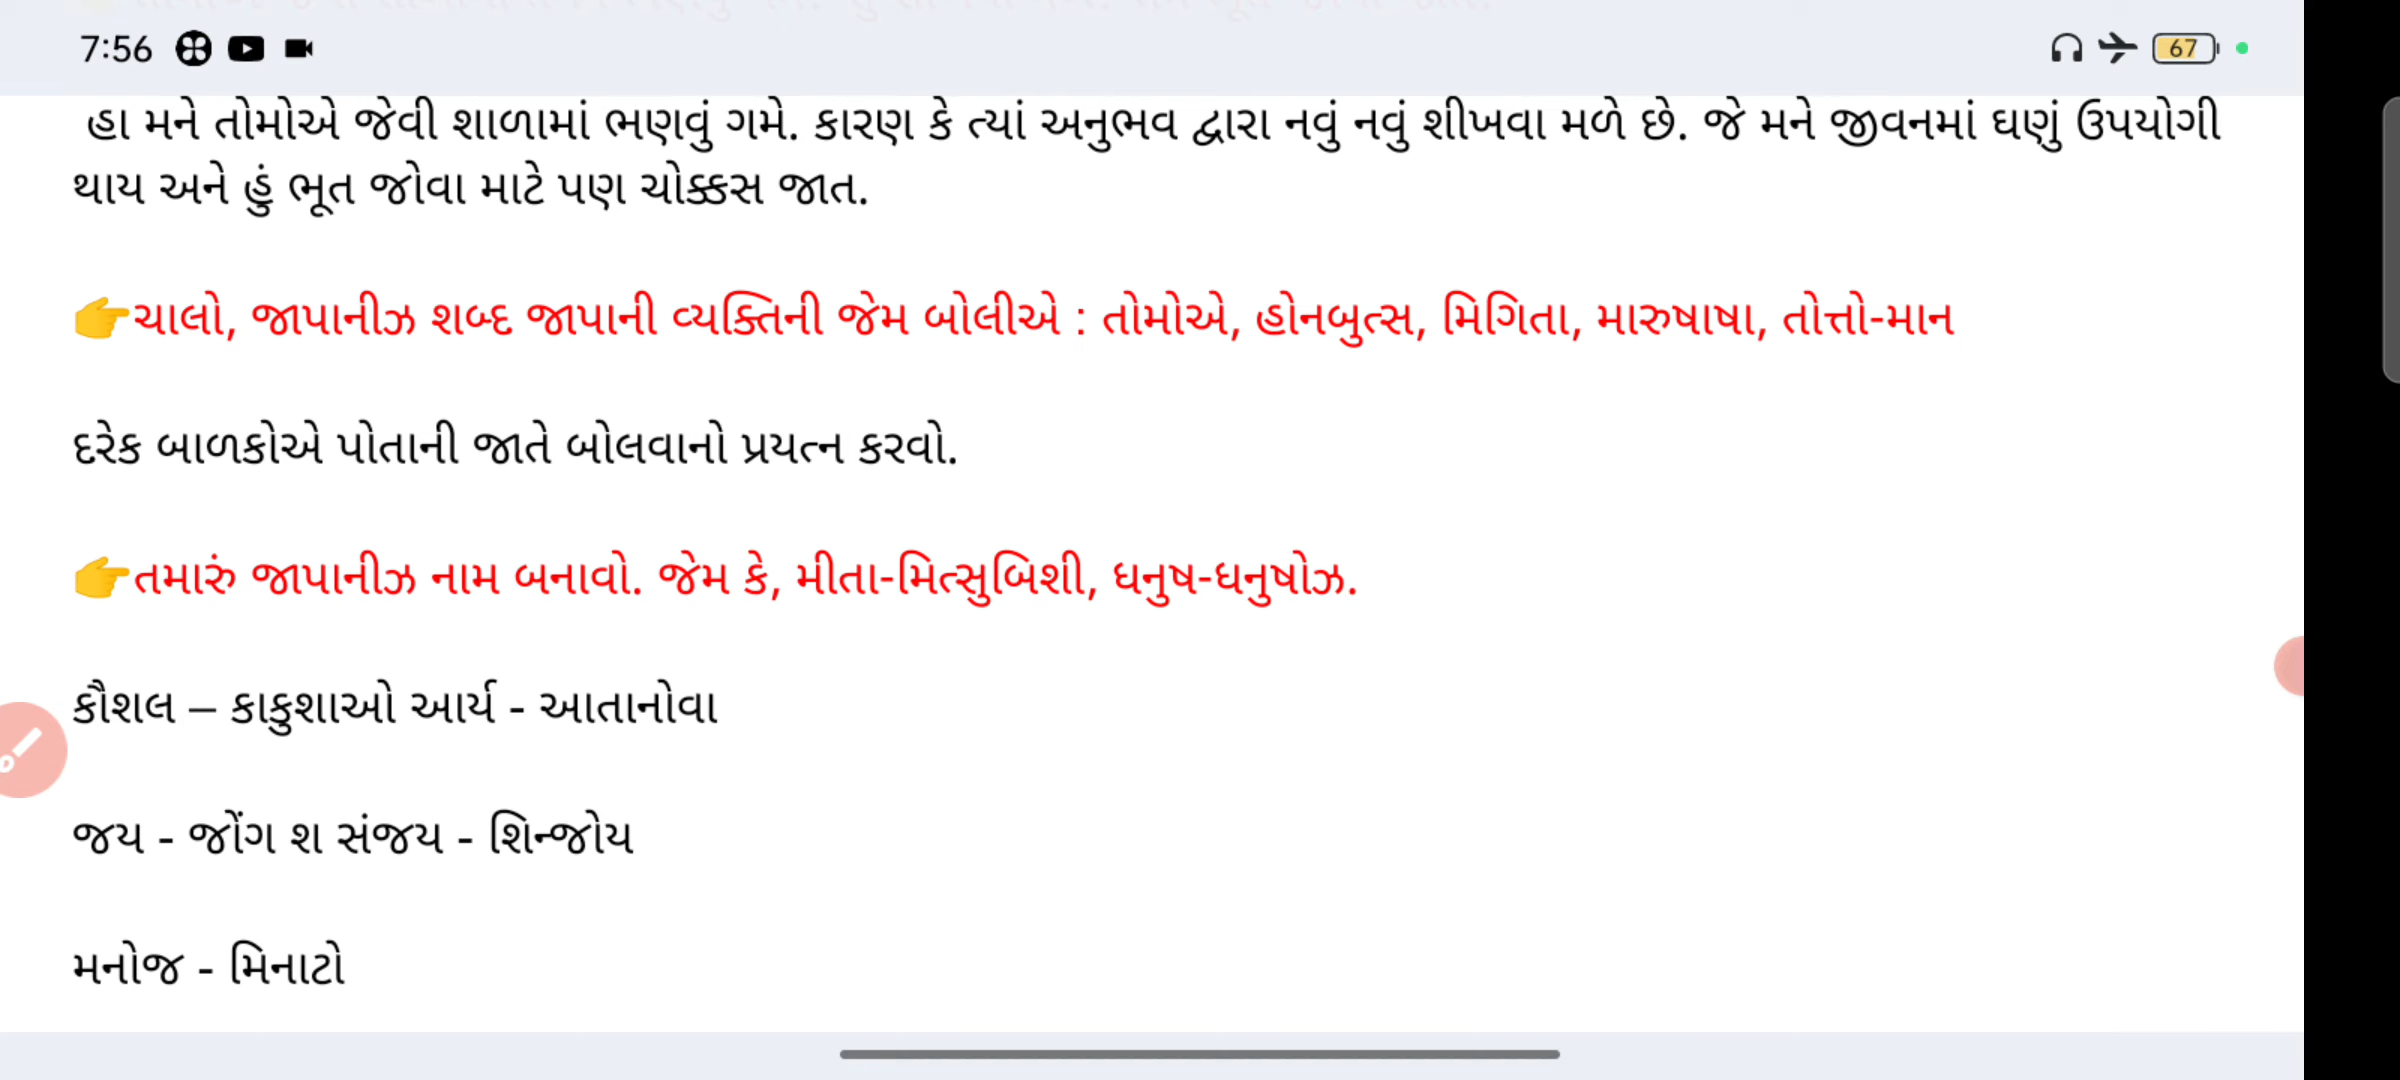 7:56
67
હા મને તોમોએ જેવી શાળામાં ભણવું ગમે. કારણ કે ત્યાં અનુભવ દ્વારા નવું નવું શીખવા મળે છે. જે મને જીવનમાં ઘણું ઉપયોગી
થાય અને હું ભૂત જોવા માટે પણ ચોક્કસ જાત.
👉ચાલો, જાપાનીઝ શબ્દ જાપાની વ્યક્તિની જેમ બોલીએ : તોમોએ, હોનબુત્સ, મિગિતા, મારુષાષા, તોત્તો-માન
દરેક બાળકોએ પોતાની જાતે બોલવાનો પ્રયત્ન કરવો.
👉તમારું જાપાનીઝ નામ બનાવો. જેમ કે, મીતા-મિત્સુબિશી, ધનુષ-ધનુષોઝ.
કૌશલ – કાકુશાઓ આર્ય - આતાનોવા
જય - જોંગ શ સંજય - શિન્જોય
મનોજ - મિનાટો